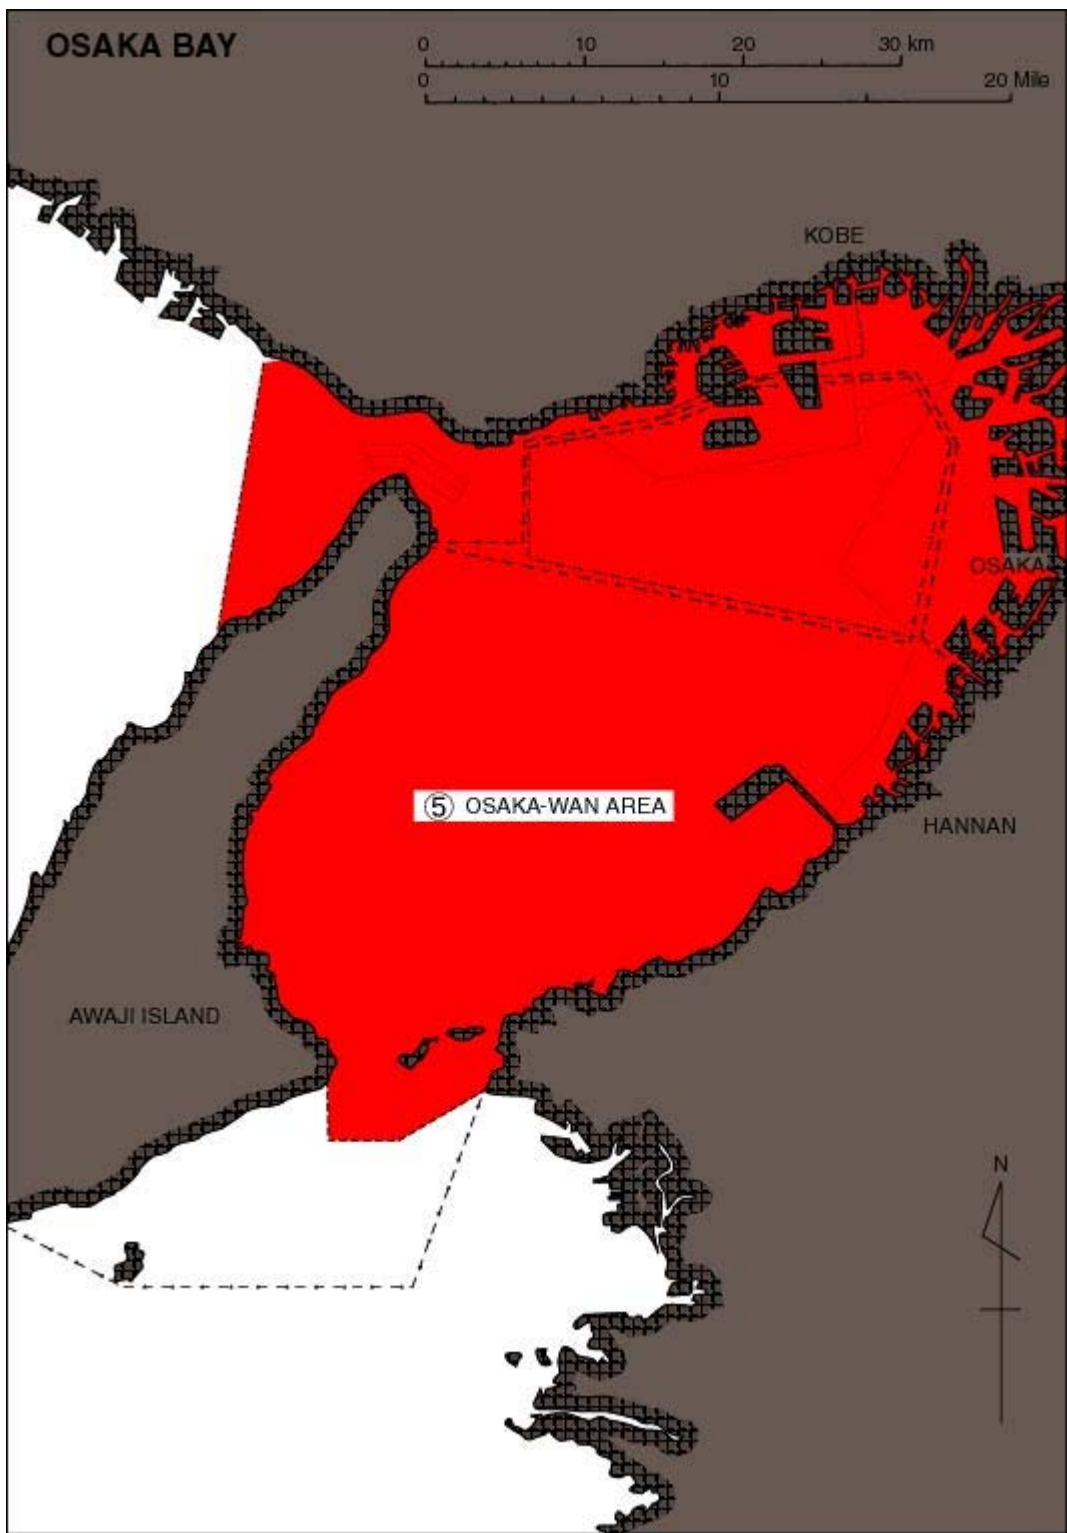 OSAKA BAY
0 10 20 30 km
0 10 20 Mile
KOBE
OSAKA
⑤ OSAKA-WAN AREA
HANNAN
AWAJI ISLAND
N